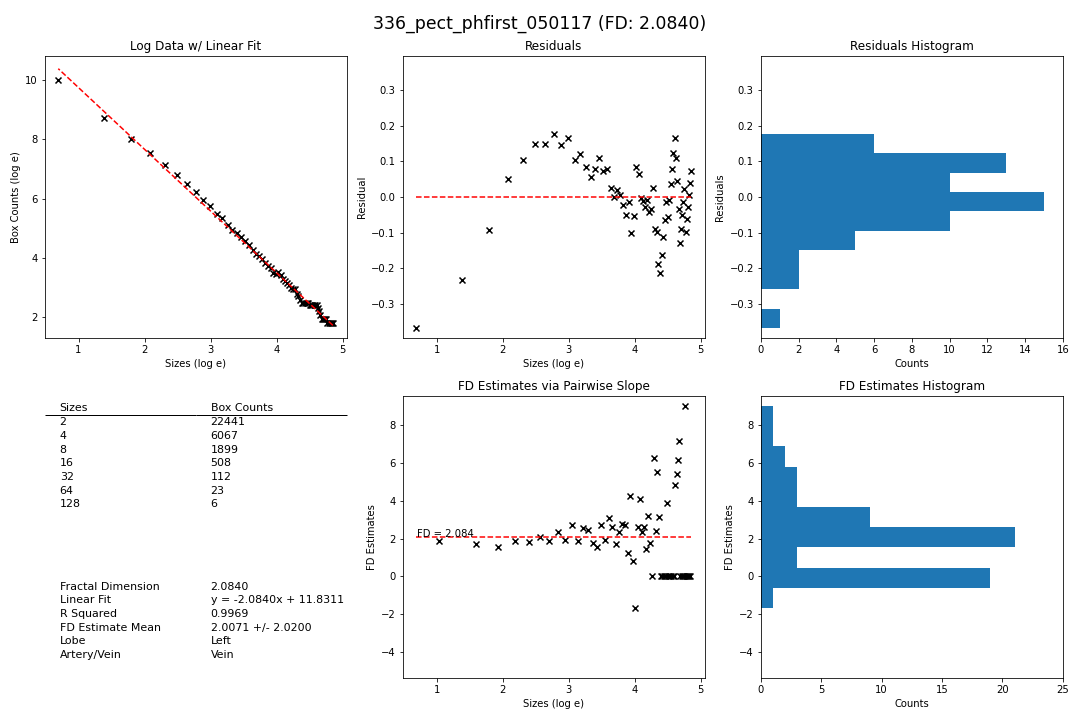 336_pect_phfirst_050117 (FD: 2.0840)
Log Data w/ Linear Fit
Box Counts (log e)
10
8
6
4
2
1 2 3 4 5
Sizes (log e)
Residuals
Residual
0.3
0.2
0.1
0.0
−0.1
−0.2
−0.3
1 2 3 4 5
Sizes (log e)
Residuals Histogram
Residuals
0.3
0.2
0.1
0.0
−0.1
−0.2
−0.3
0 2 4 6 8 10 12 14 16
Counts
Sizes Box Counts
2 22441
4 6067
8 1899
16 508
32 112
64 23
128 6
Fractal Dimension 2.0840
Linear Fit y = -2.0840x + 11.8311
R Squared 0.9969
FD Estimate Mean 2.0071 +/- 2.0200
Lobe Left
Artery/Vein Vein
FD Estimates via Pairwise Slope
FD Estimates
8
6
4
2
0
−2
−4
FD = 2.084
1 2 3 4 5
Sizes (log e)
FD Estimates Histogram
FD Estimates
8
6
4
2
0
−2
−4
0 5 10 15 20 25
Counts